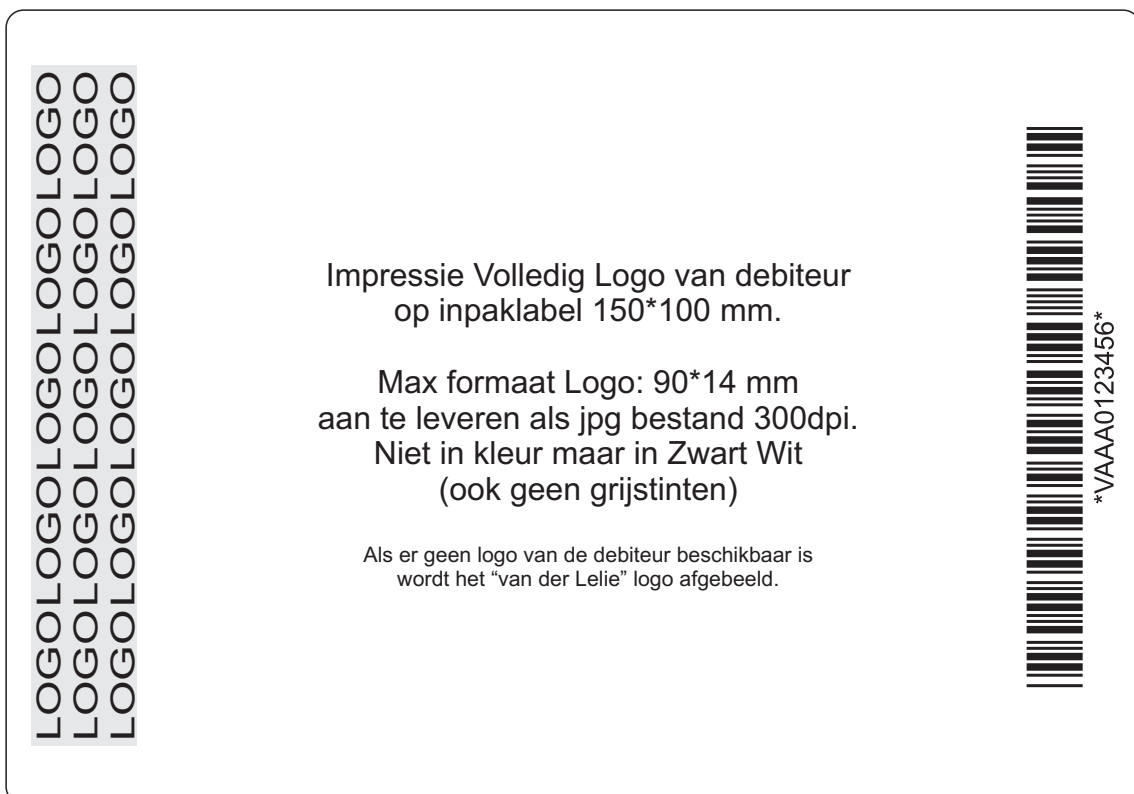 LOGOLOGOLOGOLOGOLOGO
LOGOLOGOLOGOLOGOLOGO
LOGOLOGOLOGOLOGOLOGO
Impressie Volledig Logo van debiteur
op inpaklabel 150*100 mm.
Max formaat Logo: 90*14 mm
aan te leveren als jpg bestand 300dpi.
Niet in kleur maar in Zwart Wit
(ook geen grijstinten)
Als er geen logo van de debiteur beschikbaar is
wordt het “van der Lelie” logo afgebeeld.
*VAAA0123456*